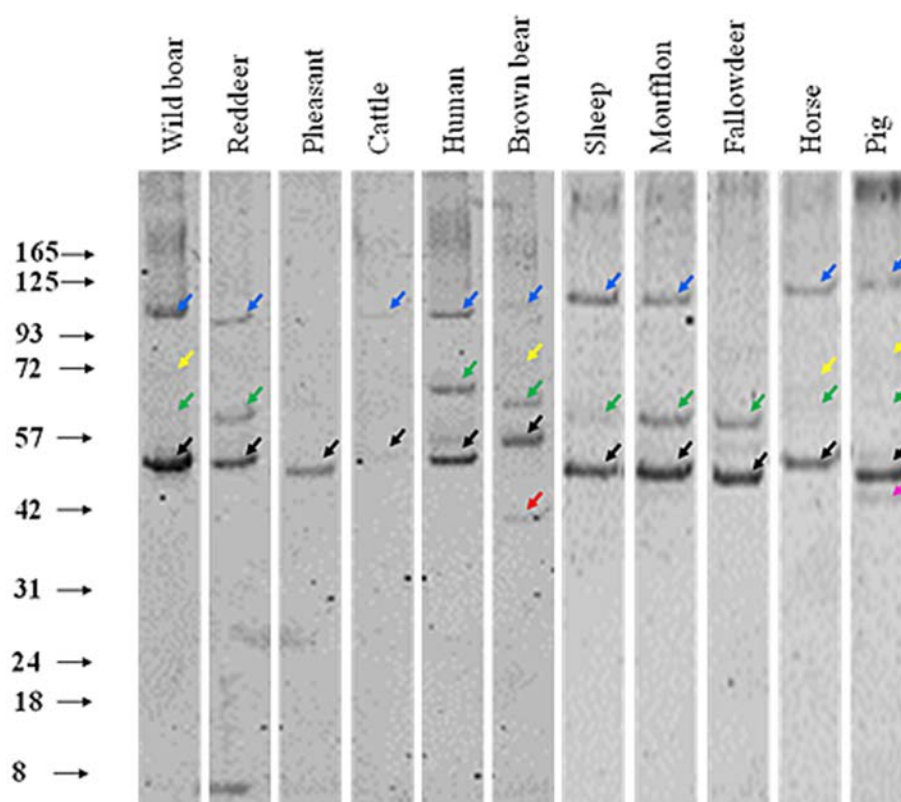 Wild boar
Reddeer
Pheasant
Cattle
Human
Brown bear
Sheep
Moufflon
Fallowdeer
Horse
Pig
165
125
93
72
57
42
31
24
18
8